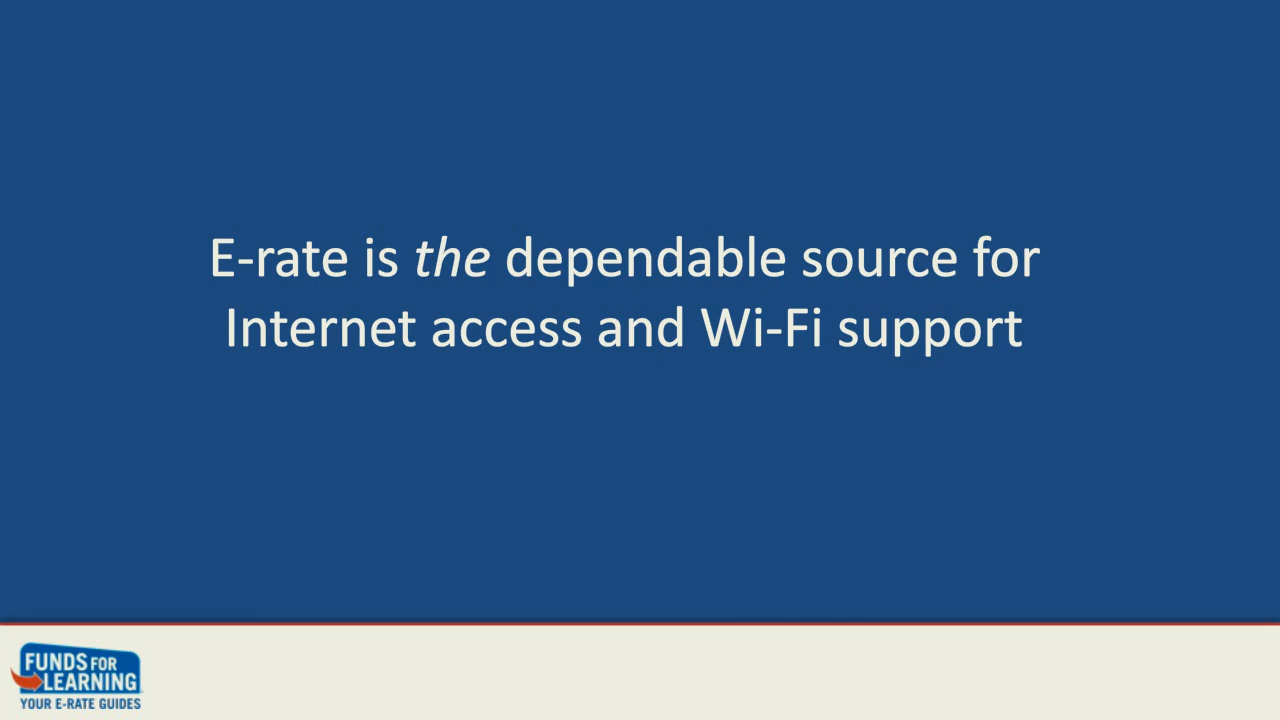 E-rate is the dependable source for
Internet access and Wi-Fi support
FUNDS FOR
LEARNING
YOUR E-RATE GUIDES